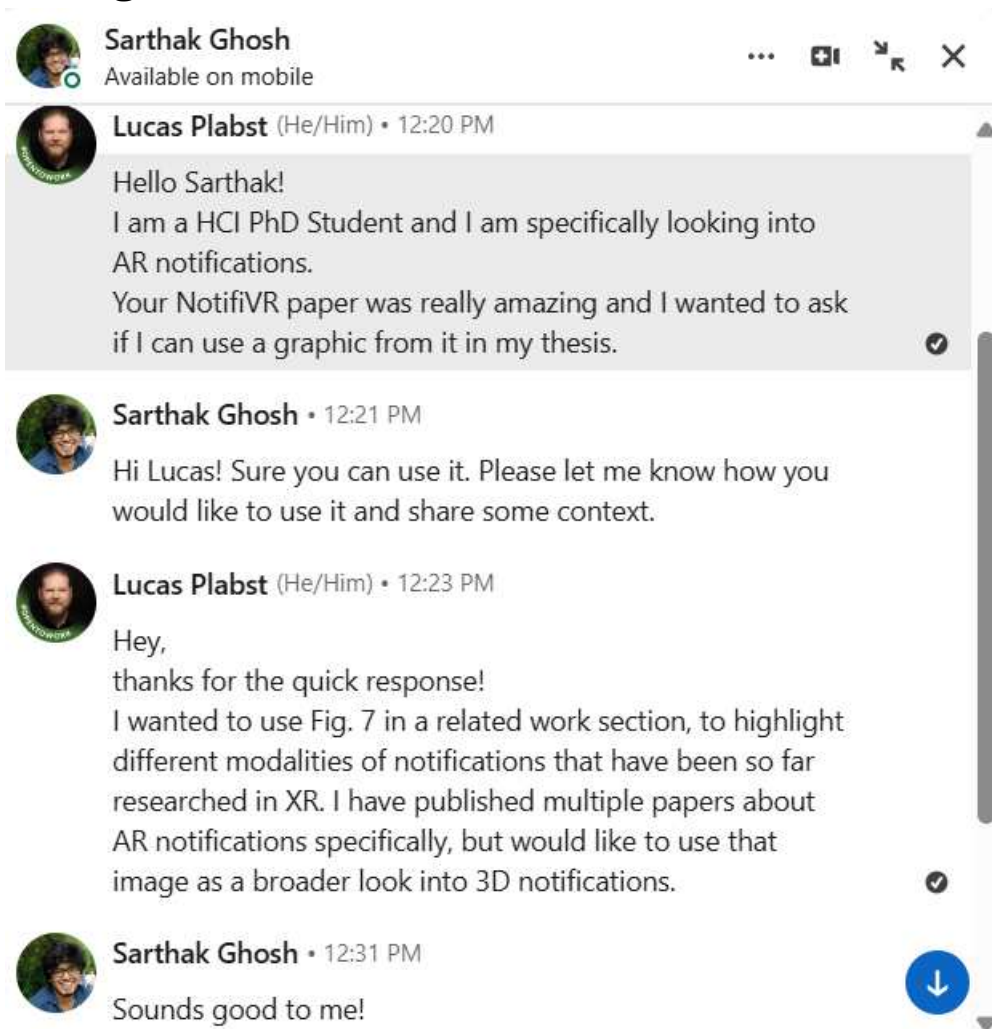 Sarthak Ghosh
Available on mobile
Lucas Plabst (He/Him) • 12:20 PM
Hello Sarthak!
I am a HCI PhD Student and I am specifically looking into
AR notifications.
Your NotifiVR paper was really amazing and I wanted to ask
if I can use a graphic from it in my thesis.
Sarthak Ghosh • 12:21 PM
Hi Lucas! Sure you can use it. Please let me know how you
would like to use it and share some context.
Lucas Plabst (He/Him) • 12:23 PM
#OPENTOWORK
Hey,
thanks for the quick response!
I wanted to use Fig. 7 in a related work section, to highlight
different modalities of notifications that have been so far
researched in XR. I have published multiple papers about
AR notifications specifically, but would like to use that
image as a broader look into 3D notifications.
Sarthak Ghosh • 12:31 PM
Sounds good to me!